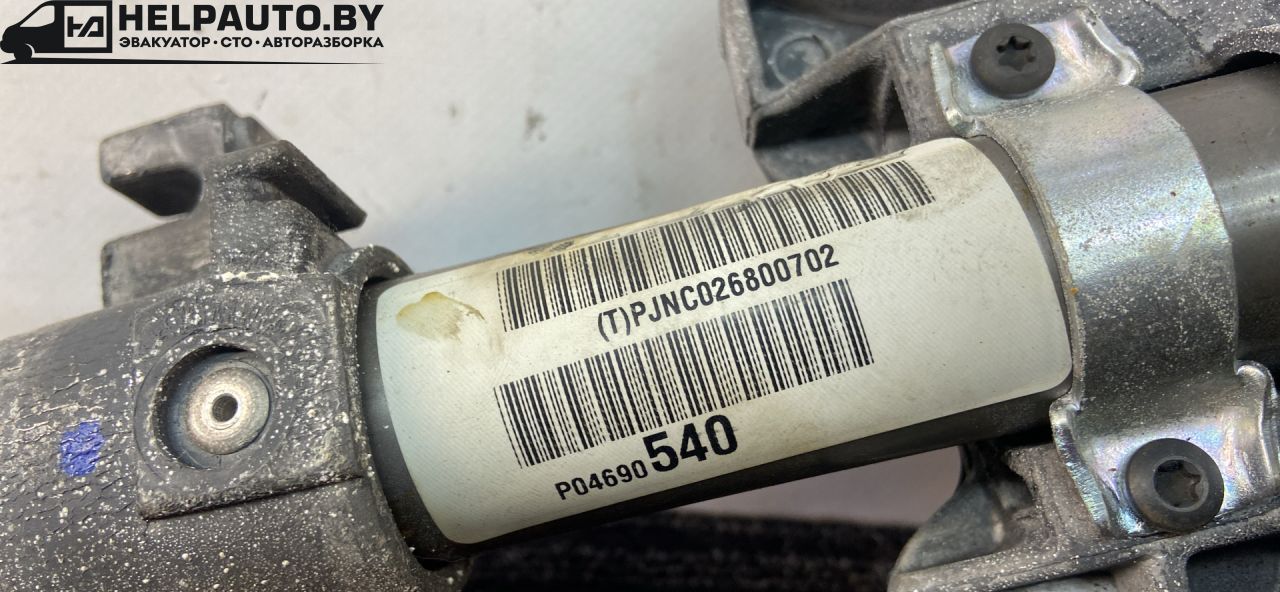 HELPAUTO.BY
ЭВАКУАТОР · СТО · АВТОРАЗБОРКА
(T)PJNC026800702
P04690540